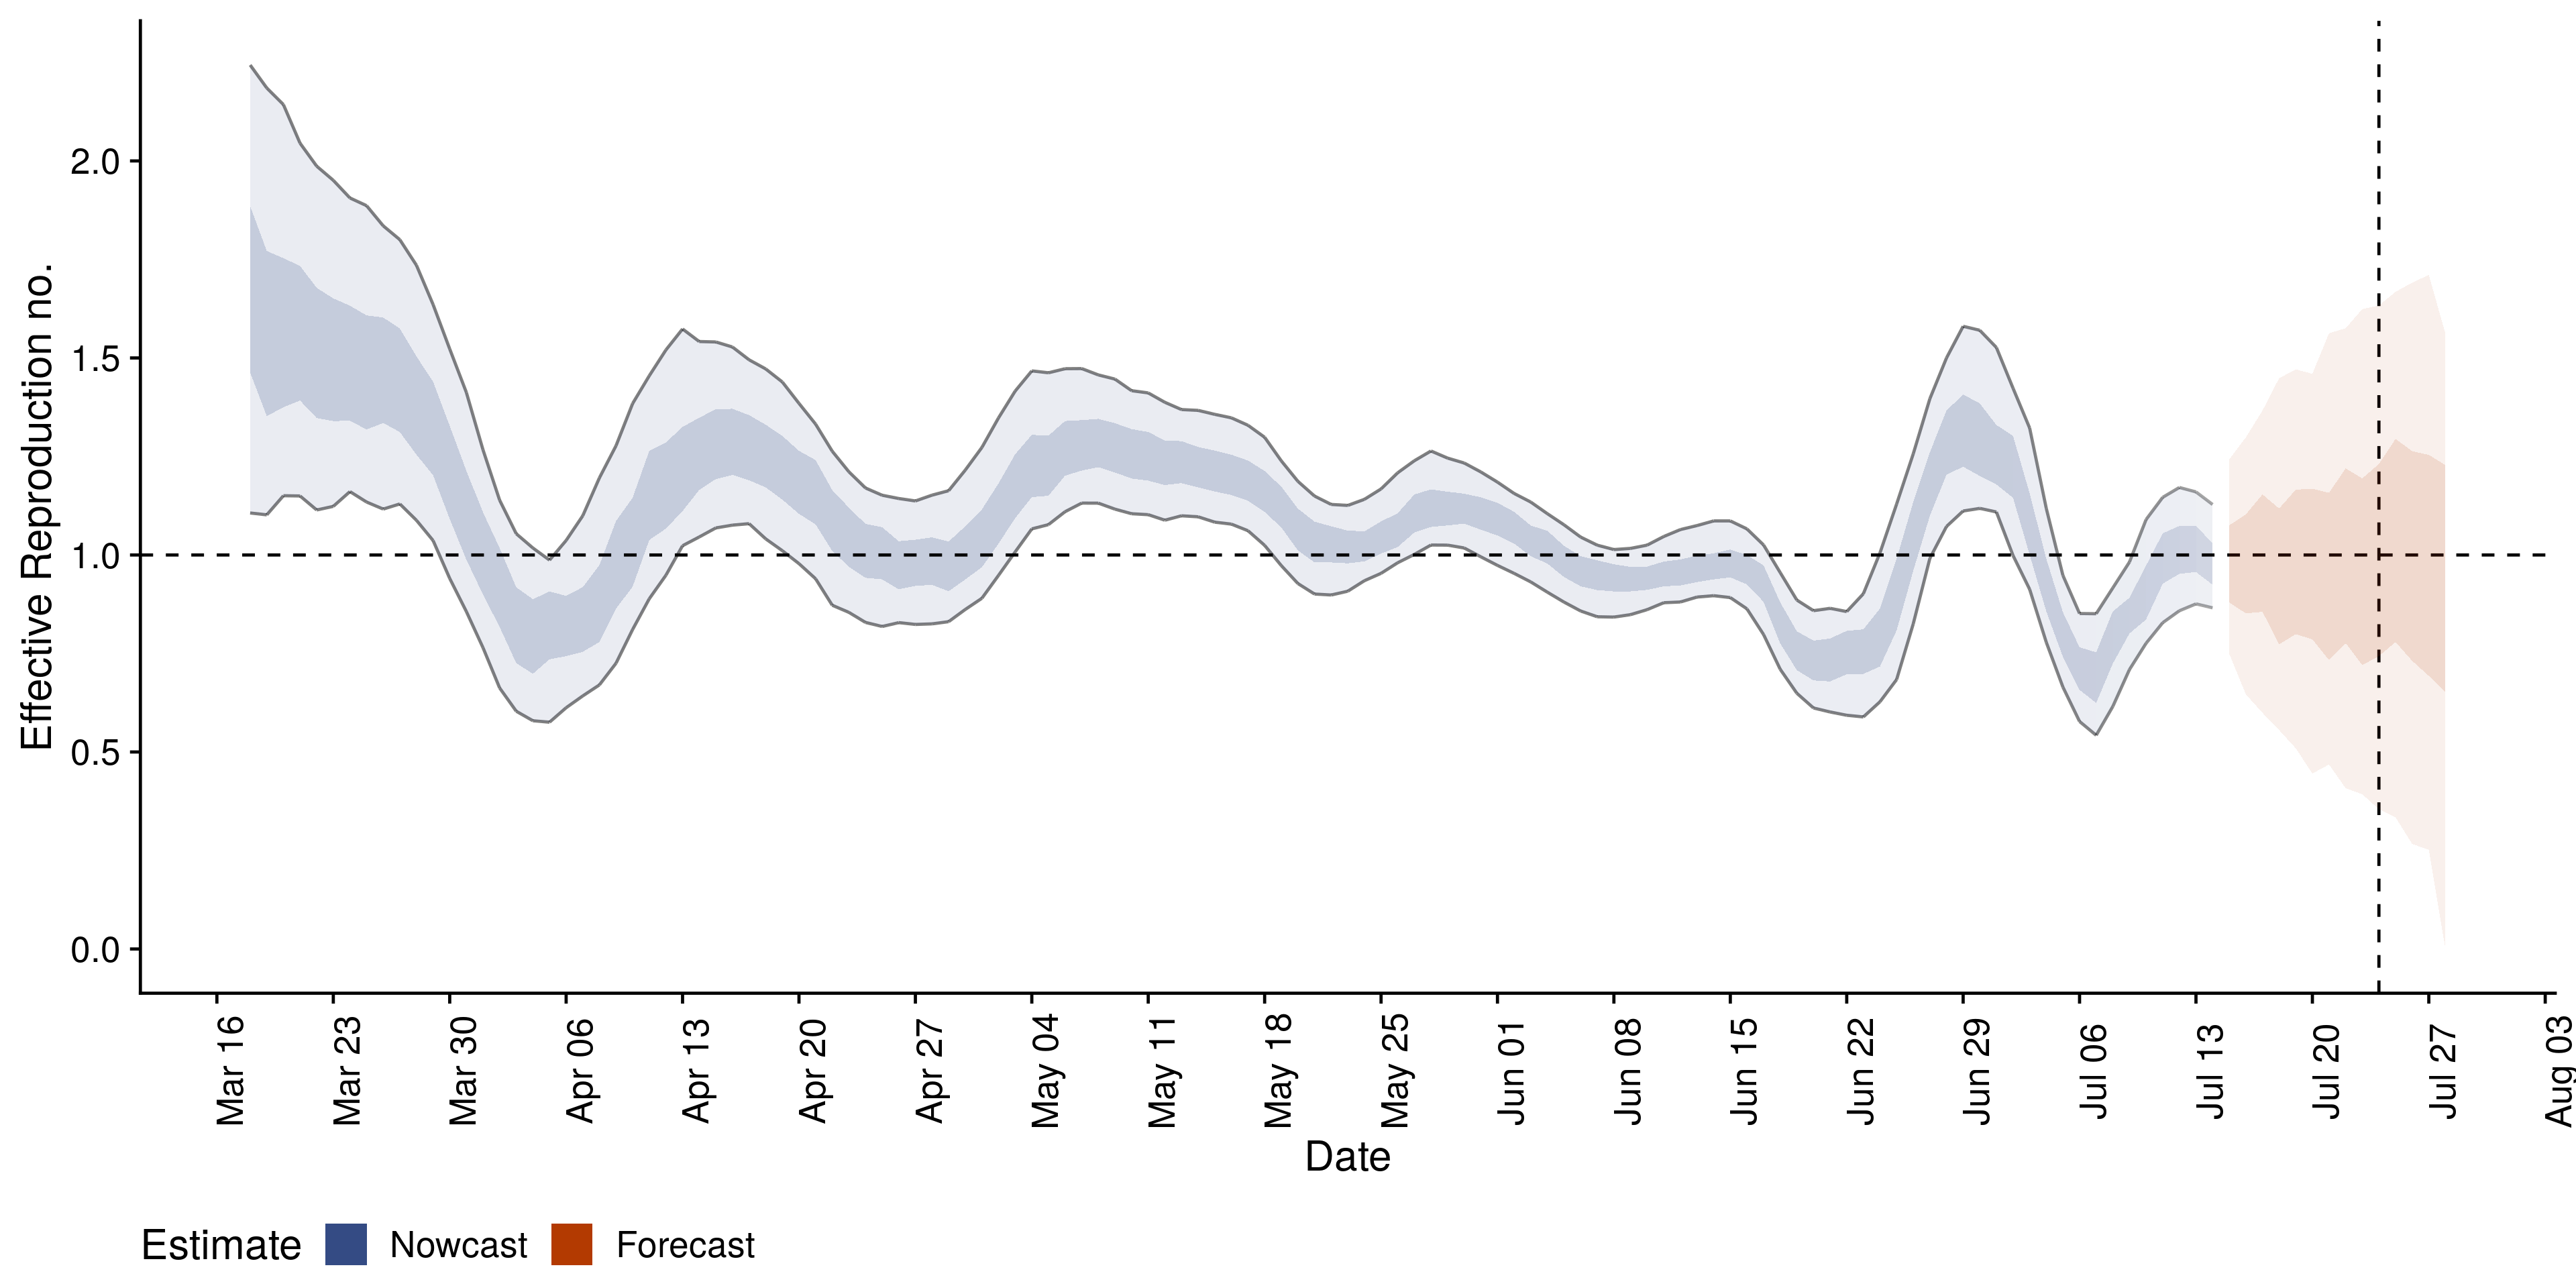 Effective Reproduction no.
2.0
1.5
1.0
0.5
0.0
Mar 16
Mar 23
Mar 30
Apr 06
Apr 13
Apr 20
Apr 27
May 04
May 11
May 18
May 25
Jun 01
Jun 08
Jun 15
Jun 22
Jun 29
Jul 06
Jul 13
Jul 20
Jul 27
Aug 03
Date
Estimate Nowcast Forecast